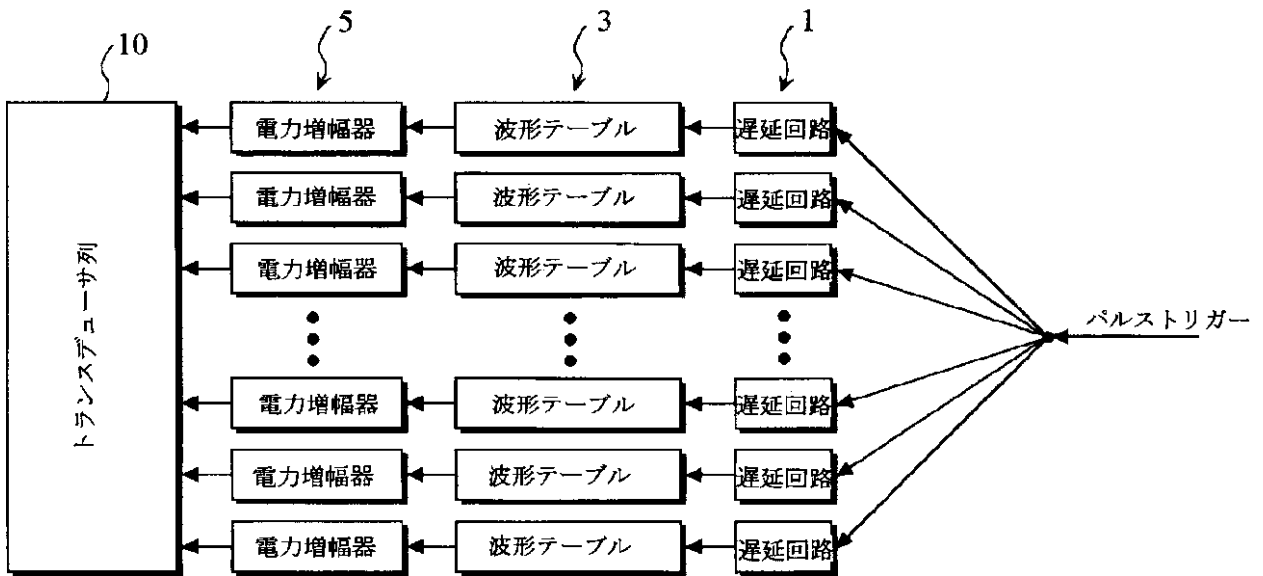 10
5
3
1
トランスデューサ列
電力増幅器
波形テーブル
遅延回路
電力増幅器
波形テーブル
遅延回路
電力増幅器
波形テーブル
遅延回路
パルストリガー
電力増幅器
波形テーブル
遅延回路
電力増幅器
波形テーブル
遅延回路
電力増幅器
波形テーブル
遅延回路